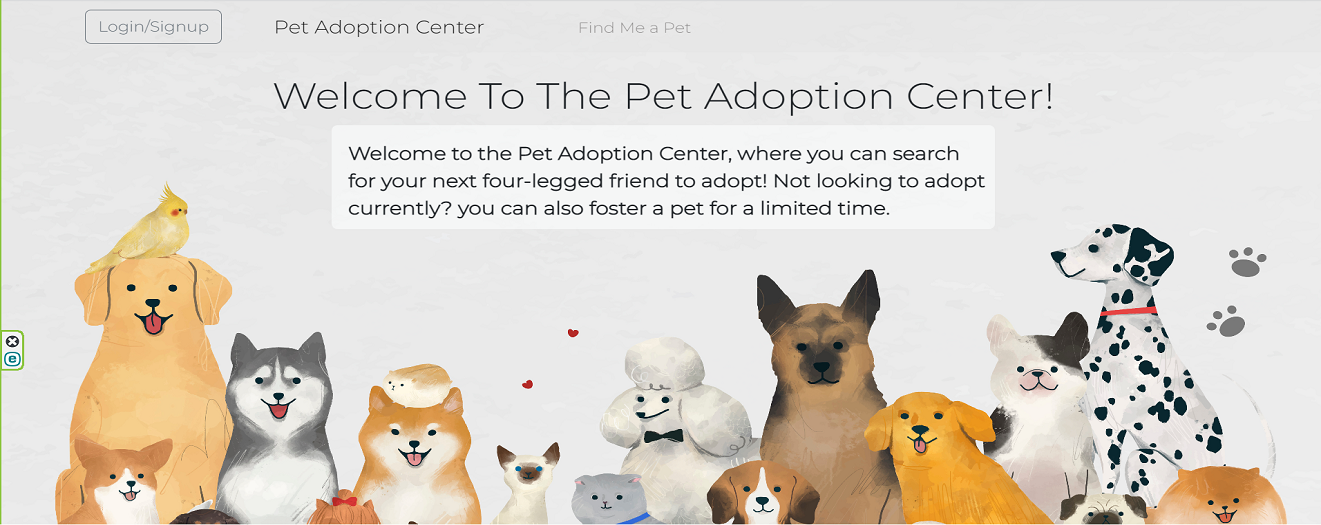 Login/Signup
Pet Adoption Center
Find Me a Pet
Welcome To The Pet Adoption Center!
Welcome to the Pet Adoption Center, where you can search
for your next four-legged friend to adopt! Not looking to adopt
currently? you can also foster a pet for a limited time.
e